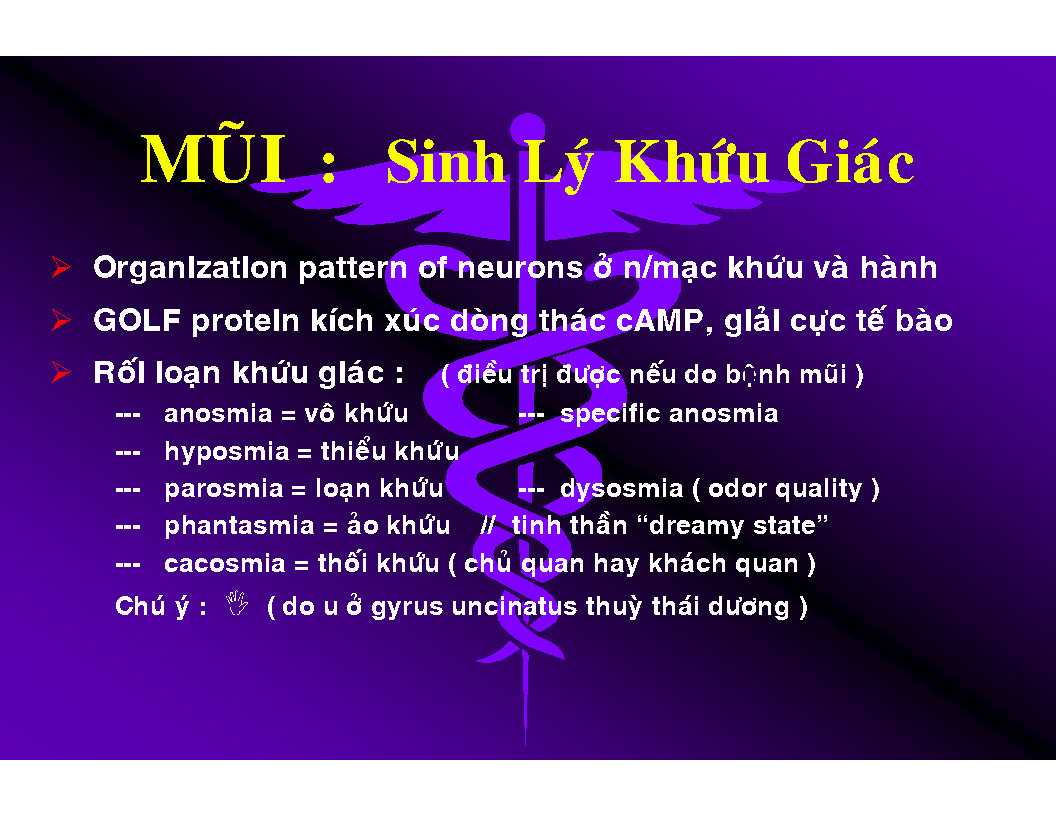 MŨI : Sinh Lý Khứu Giác
Organization pattern of neurons ở n/mạc khứu và hành
GOLF protein kích xúc dòng thác cAMP, giải cực tế bào
Rối loạn khứu giác : ( điều trị được nếu do bệnh mũi )
--- anosmia = vô khứu --- specific anosmia
--- hyposmia = thiểu khứu
--- parosmia = loạn khứu --- dysosmia ( odor quality )
--- phantasmia = ảo khứu // tinh thần “dreamy state”
--- cacosmia = thối khứu ( chủ quan hay khách quan )
Chú ý : ( do u ở gyrus uncinatus thuỳ thái dương )